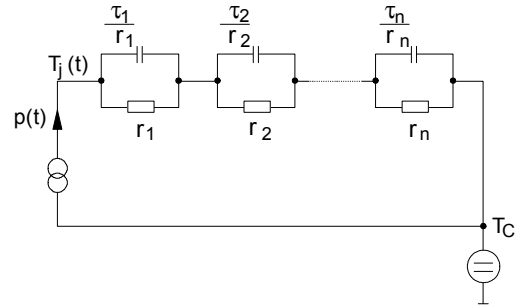 τ1 τ2 τn
r1 r2 rn
Tj(t)
r1 r2 rn
p(t)
TC